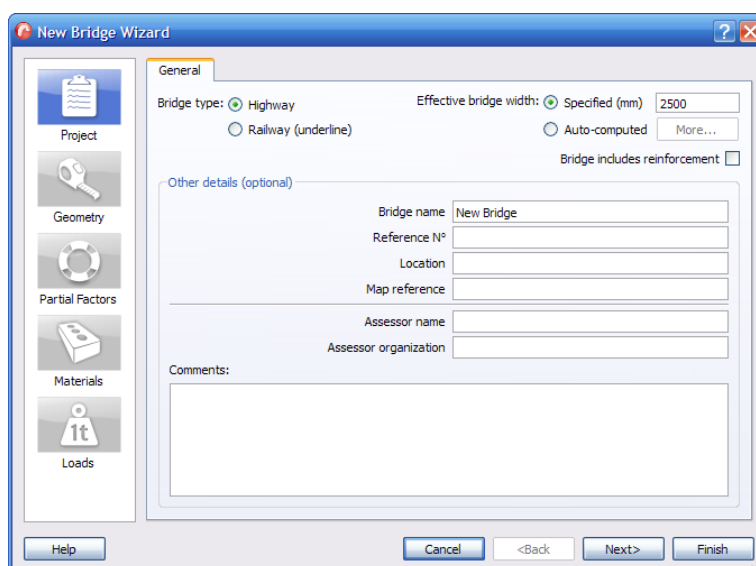 New Bridge Wizard
General
Bridge type: Highway
Effective bridge width: Specified (mm) 2500
Railway (underline)
Auto-computed More...
Bridge includes reinforcement
Project
Geometry
Partial Factors
Materials
1t
Loads
Other details (optional)
Bridge name New Bridge
Reference N°
Location
Map reference
Assessor name
Assessor organization
Comments:
Help Cancel <Back Next> Finish